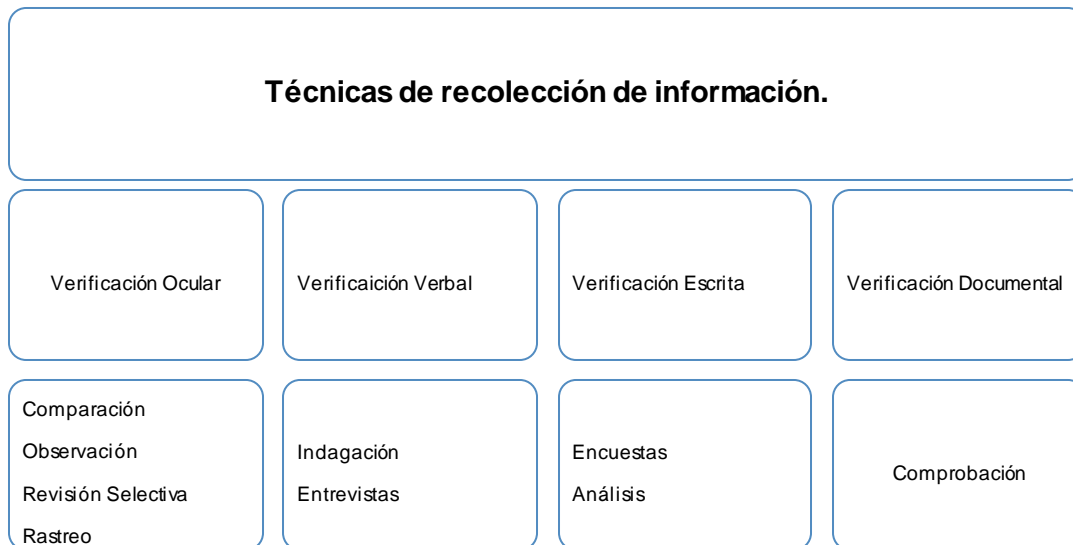 Técnicas de recolección de información.
Verificación Ocular
Verificaición Verbal
Verificación Escrita
Verificación Documental
Comparación
Observación
Revisión Selectiva
Rastreo
Indagación
Entrevistas
Encuestas
Análisis
Comprobación